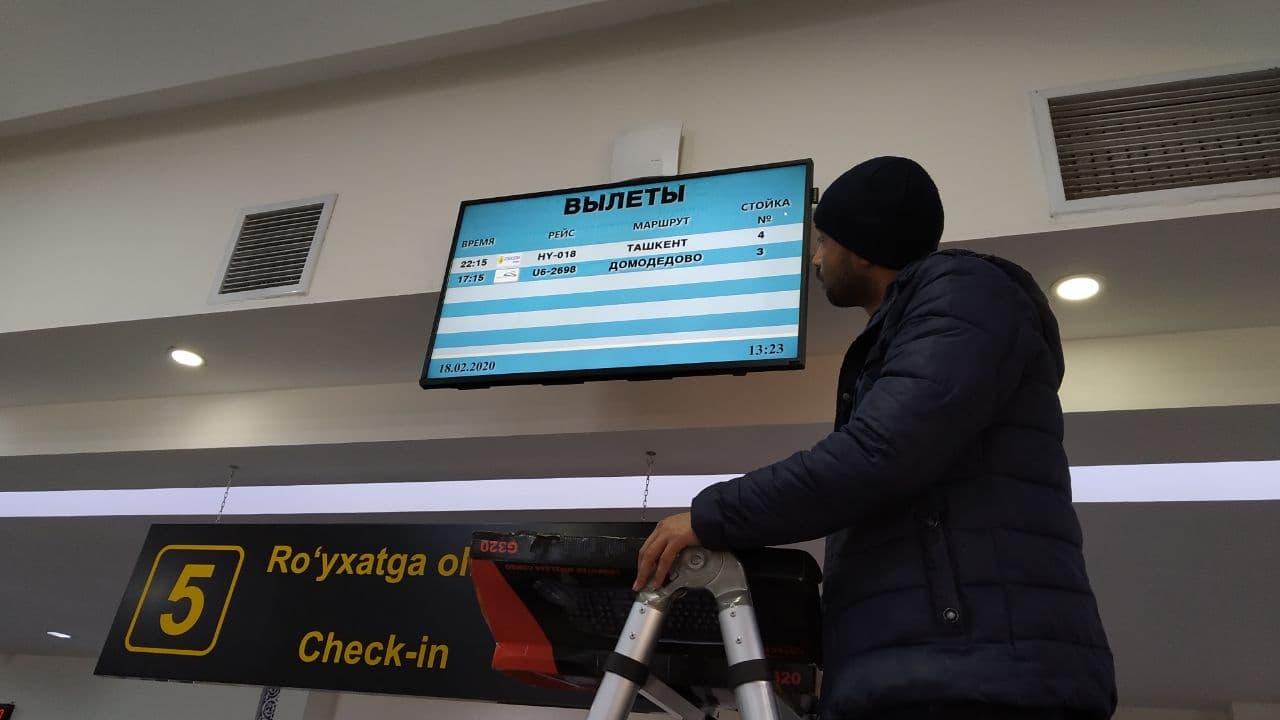 ВЫЛЕТЫ
ВРЕМЯ РЕЙС МАРШРУТ СТОЙКА №
22:15 HY-018 ТАШКЕНТ 4
17:15 U6-2698 ДОМОДЕДОВО 3
18.02.2020 13:23
5 Ro‘yxatga ol
Check-in
G320
320